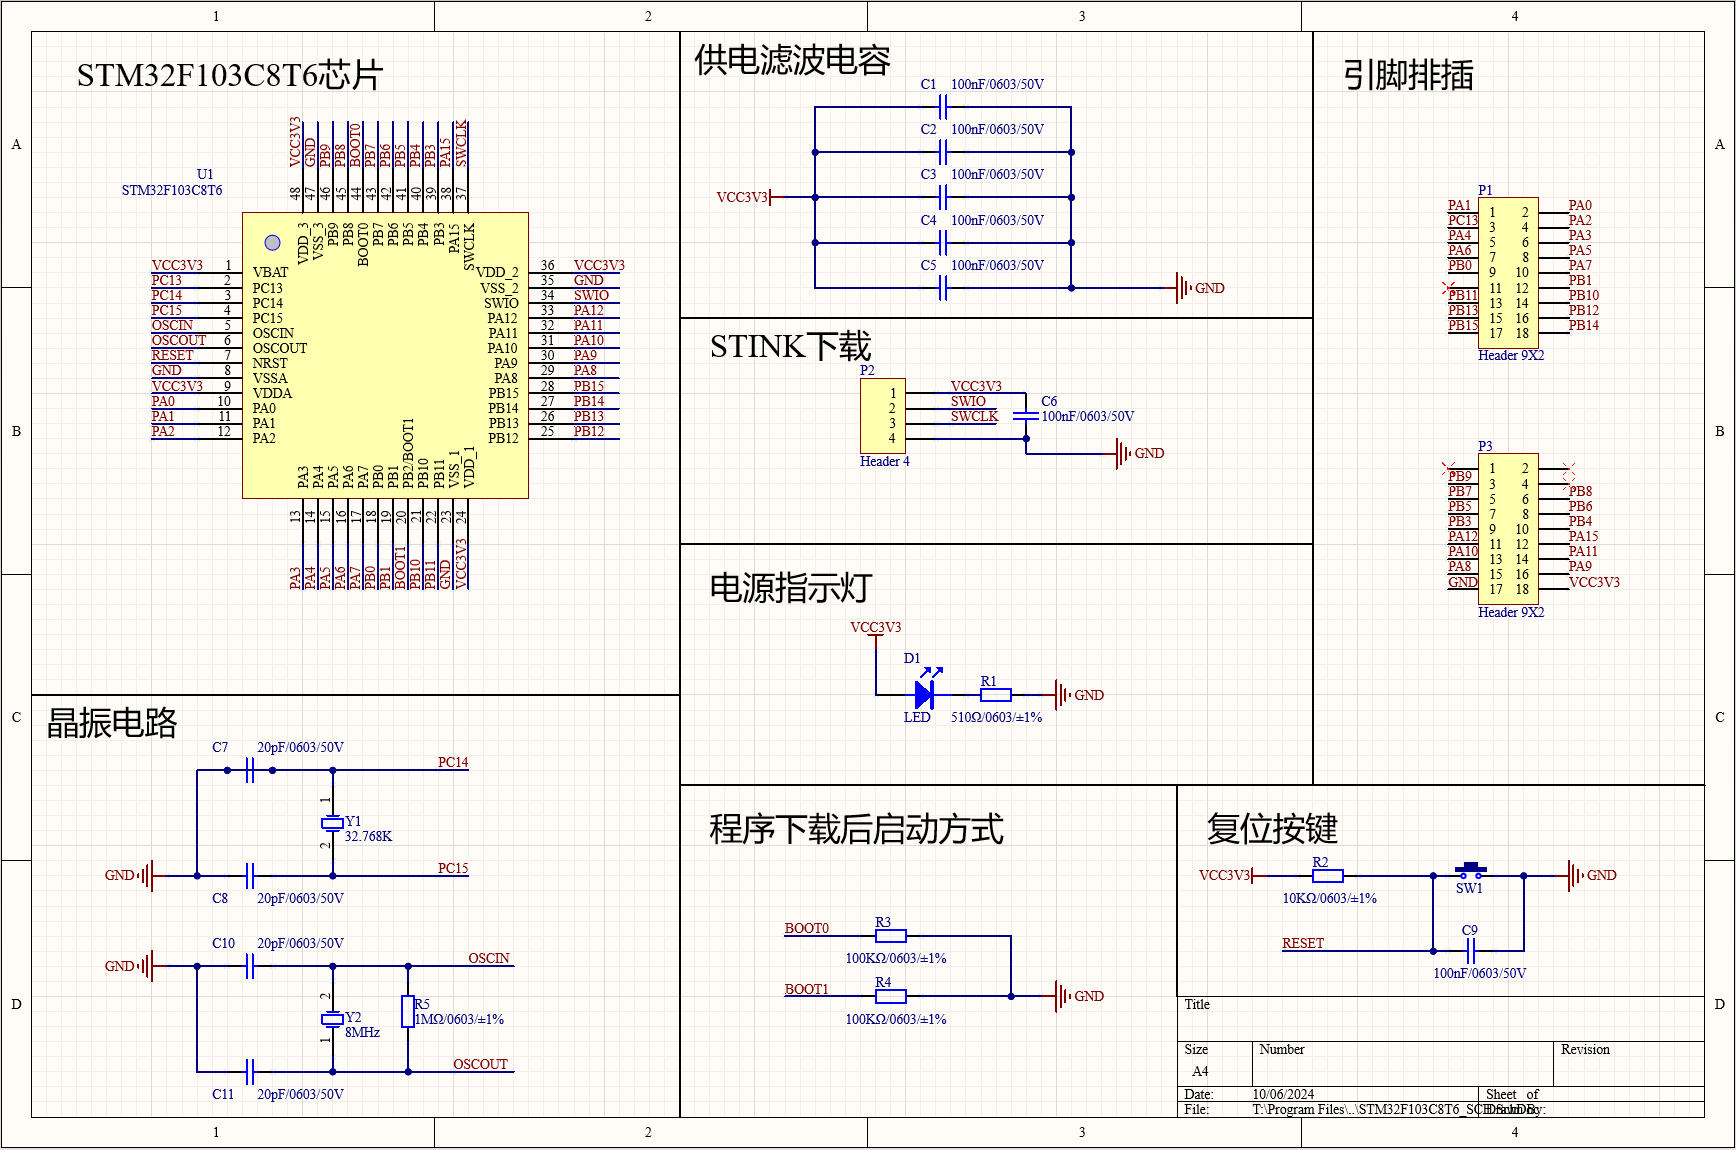 1 2 3 4
A
B
C
D
A
B
C
D
STM32F103C8T6芯片
U1
STM32F103C8T6
VCC3V3 GND PB9 PB8 BOOT0 PB7 PB6 PB5 PB4 PB3 PA15 SWCLK
48 47 46 45 44 43 42 41 40 39 38 37
VDD_3 VSS_3 PB9 PB8 BOOT0 PB7 PB6 PB5 PB4 PB3 PA15 SWCLK
VCC3V3 1 VBAT VDD_2 36 VCC3V3
PC13 2 PC13 VSS_2 35 GND
PC14 3 PC14 SWIO 34 SWIO
PC15 4 PC15 PA12 33 PA12
OSCIN 5 OSCIN PA11 32 PA11
OSCOUT 6 OSCOUT PA10 31 PA10
RESET 7 NRST PA9 30 PA9
GND 8 VSSA PA8 29 PA8
VCC3V3 9 VDDA PB15 28 PB15
PA0 10 PA0 PB14 27 PB14
PA1 11 PA1 PB13 26 PB13
PA2 12 PA2 PB12 25 PB12
PA3 PA4 PA5 PA6 PA7 PB0 PB1 PB2/BOOT1 PB10 PB11 VSS_1 VDD_1
13 14 15 16 17 18 19 20 21 22 23 24
PA3 PA4 PA5 PA6 PA7 PB0 PB1 BOOT1 PB10 PB11 GND VCC3V3
供电滤波电容
C1 100nF/0603/50V
C2 100nF/0603/50V
C3 100nF/0603/50V
VCC3V3
C4 100nF/0603/50V
C5 100nF/0603/50V
GND
STINK下载
P2
1 VCC3V3
2 SWIO
3 SWCLK
4
Header 4
C6
100nF/0603/50V
GND
电源指示灯
VCC3V3
D1
LED
R1
510Ω/0603/±1%
GND
引脚排插
P1
PA1 1 2 PA0
PC13 3 4 PA2
PA4 5 6 PA3
PA6 7 8 PA5
PB0 9 10 PA7
11 12 PB1
PB11 13 14 PB10
PB13 15 16 PB12
PB15 17 18 PB14
Header 9X2
P3
1 2
PB9 3 4
PB7 5 6 PB8
PB5 7 8 PB6
PB3 9 10 PB4
PA12 11 12 PA15
PA10 13 14 PA11
PA8 15 16 PA9
GND 17 18 VCC3V3
Header 9X2
晶振电路
C7 20pF/0603/50V
PC14
1
Y1
32.768K
2
GND
PC15
C8 20pF/0603/50V
C10 20pF/0603/50V
GND
OSCIN
2
Y2
8MHz
1
R5
1MΩ/0603/±1%
OSCOUT
C11 20pF/0603/50V
程序下载后启动方式
BOOT0
R3
100KΩ/0603/±1%
BOOT1
R4
100KΩ/0603/±1%
GND
复位按键
VCC3V3
R2
10KΩ/0603/±1%
SW1
GND
RESET
C9
100nF/0603/50V
Title
Size
A4
Number
Revision
Date: 10/06/2024 Sheet of
File: T:\Program Files\..\STM32F103C8T6_SCH.SchDoc Drawn By:
1 2 3 4